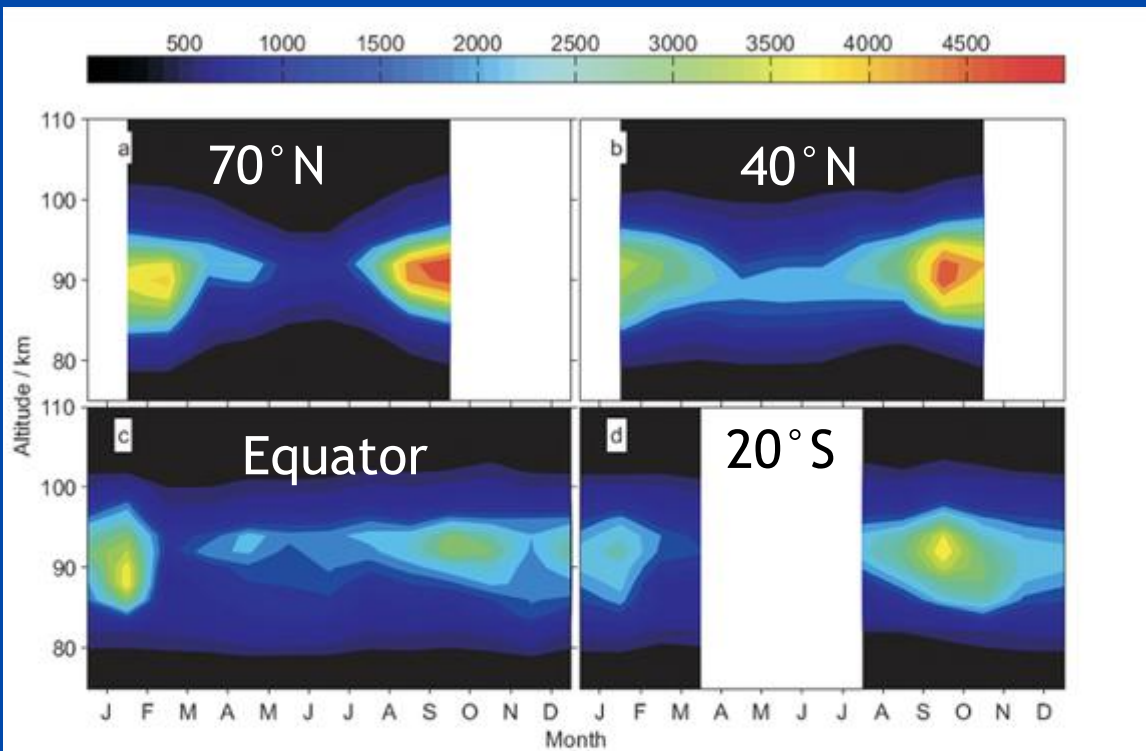 500 1000 1500 2000 2500 3000 3500 4000 4500
110
a 70°N
b 40°N
100
90
80
Altitude / km
110
c Equator
d 20°S
100
90
80
J F M A M J J A S O N D J F M A M J J A S O N D
Month